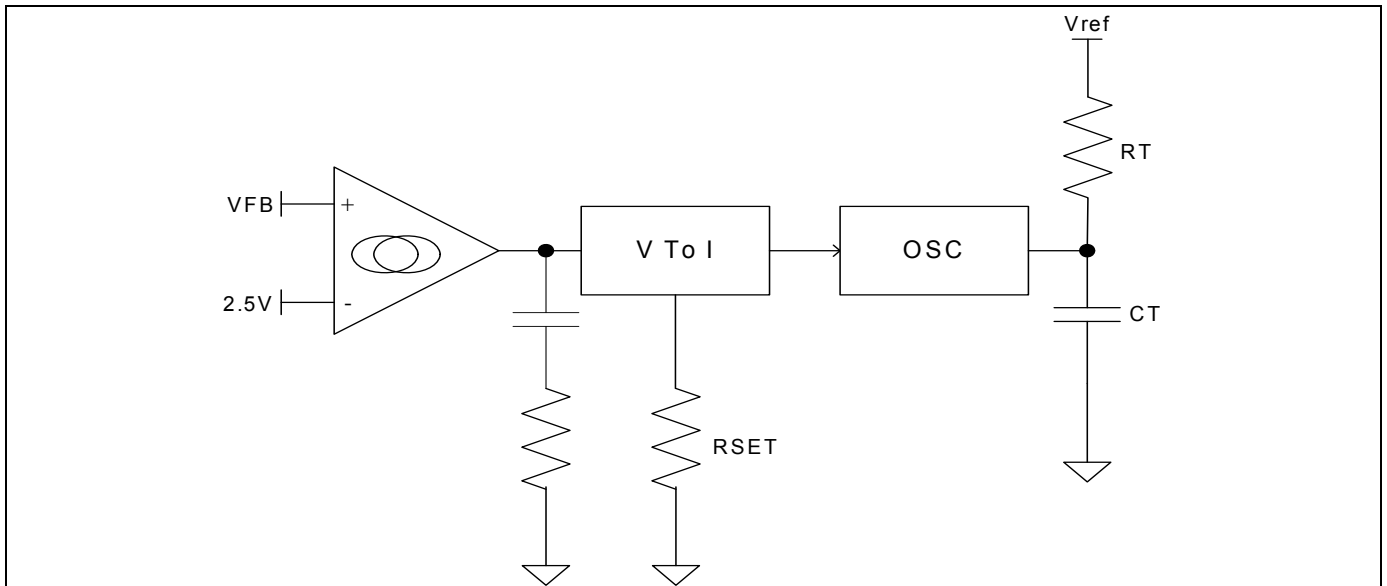 Vref
RT
VFB
+
V To I
OSC
2.5V
-
CT
RSET